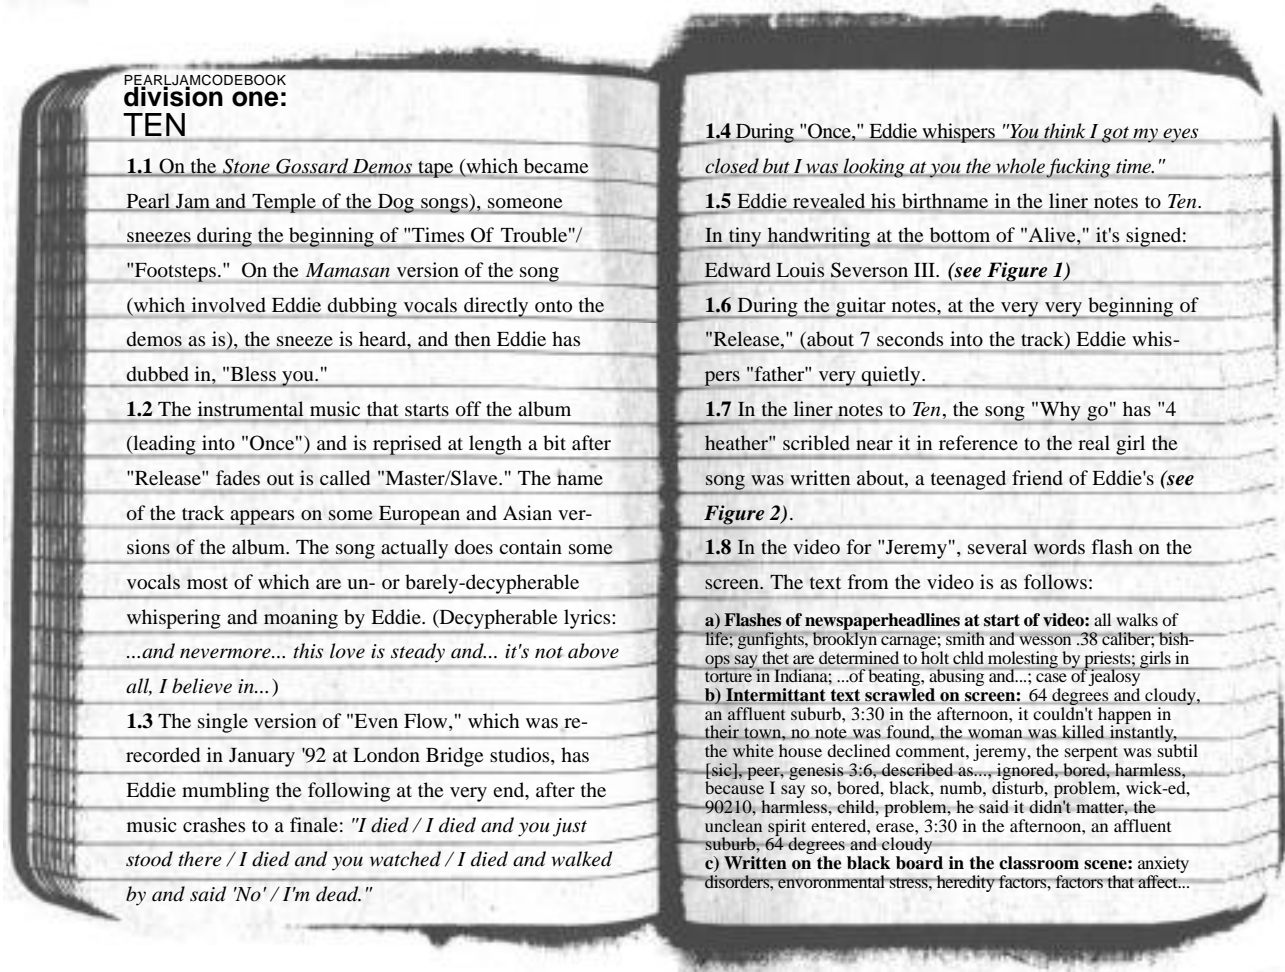 PEARLJAMCODEBOOK
division one:
TEN
1.1 On the Stone Gossard Demos tape (which became
Pearl Jam and Temple of the Dog songs), someone
sneezes during the beginning of "Times Of Trouble"/
"Footsteps."  On the Mamasan version of the song
(which involved Eddie dubbing vocals directly onto the
demos as is), the sneeze is heard, and then Eddie has
dubbed in, "Bless you."
1.2 The instrumental music that starts off the album
(leading into "Once") and is reprised at length a bit after
"Release" fades out is called "Master/Slave." The name
of the track appears on some European and Asian ver-
sions of the album. The song actually does contain some
vocals most of which are un- or barely-decypherable
whispering and moaning by Eddie. (Decypherable lyrics:
...and nevermore... this love is steady and... it's not above
all, I believe in...)
1.3 The single version of "Even Flow," which was re-
recorded in January '92 at London Bridge studios, has
Eddie mumbling the following at the very end, after the
music crashes to a finale: "I died / I died and you just
stood there / I died and you watched / I died and walked
by and said 'No' / I'm dead."
1.4 During "Once," Eddie whispers "You think I got my eyes
closed but I was looking at you the whole fucking time."
1.5 Eddie revealed his birthname in the liner notes to Ten.
In tiny handwriting at the bottom of "Alive," it's signed:
Edward Louis Severson III. (see Figure 1)
1.6 During the guitar notes, at the very very beginning of
"Release," (about 7 seconds into the track) Eddie whis-
pers "father" very quietly.
1.7 In the liner notes to Ten, the song "Why go" has "4
heather" scribled near it in reference to the real girl the
song was written about, a teenaged friend of Eddie's (see
Figure 2).
1.8 In the video for "Jeremy", several words flash on the
screen. The text from the video is as follows:
a) Flashes of newspaperheadlines at start of video: all walks of
life; gunfights, brooklyn carnage; smith and wesson .38 caliber; bish-
ops say thet are determined to holt chld molesting by priests; girls in
torture in Indiana; ...of beating, abusing and...; case of jealosy
b) Intermittant text scrawled on screen: 64 degrees and cloudy,
an affluent suburb, 3:30 in the afternoon, it couldn't happen in
their town, no note was found, the woman was killed instantly,
the white house declined comment, jeremy, the serpent was subtil
[sic], peer, genesis 3:6, described as..., ignored, bored, harmless,
because I say so, bored, black, numb, disturb, problem, wick-ed,
90210, harmless, child, problem, he said it didn't matter, the
unclean spirit entered, erase, 3:30 in the afternoon, an affluent
suburb, 64 degrees and cloudy
c) Written on the black board in the classroom scene: anxiety
disorders, envoronmental stress, heredity factors, factors that affect...